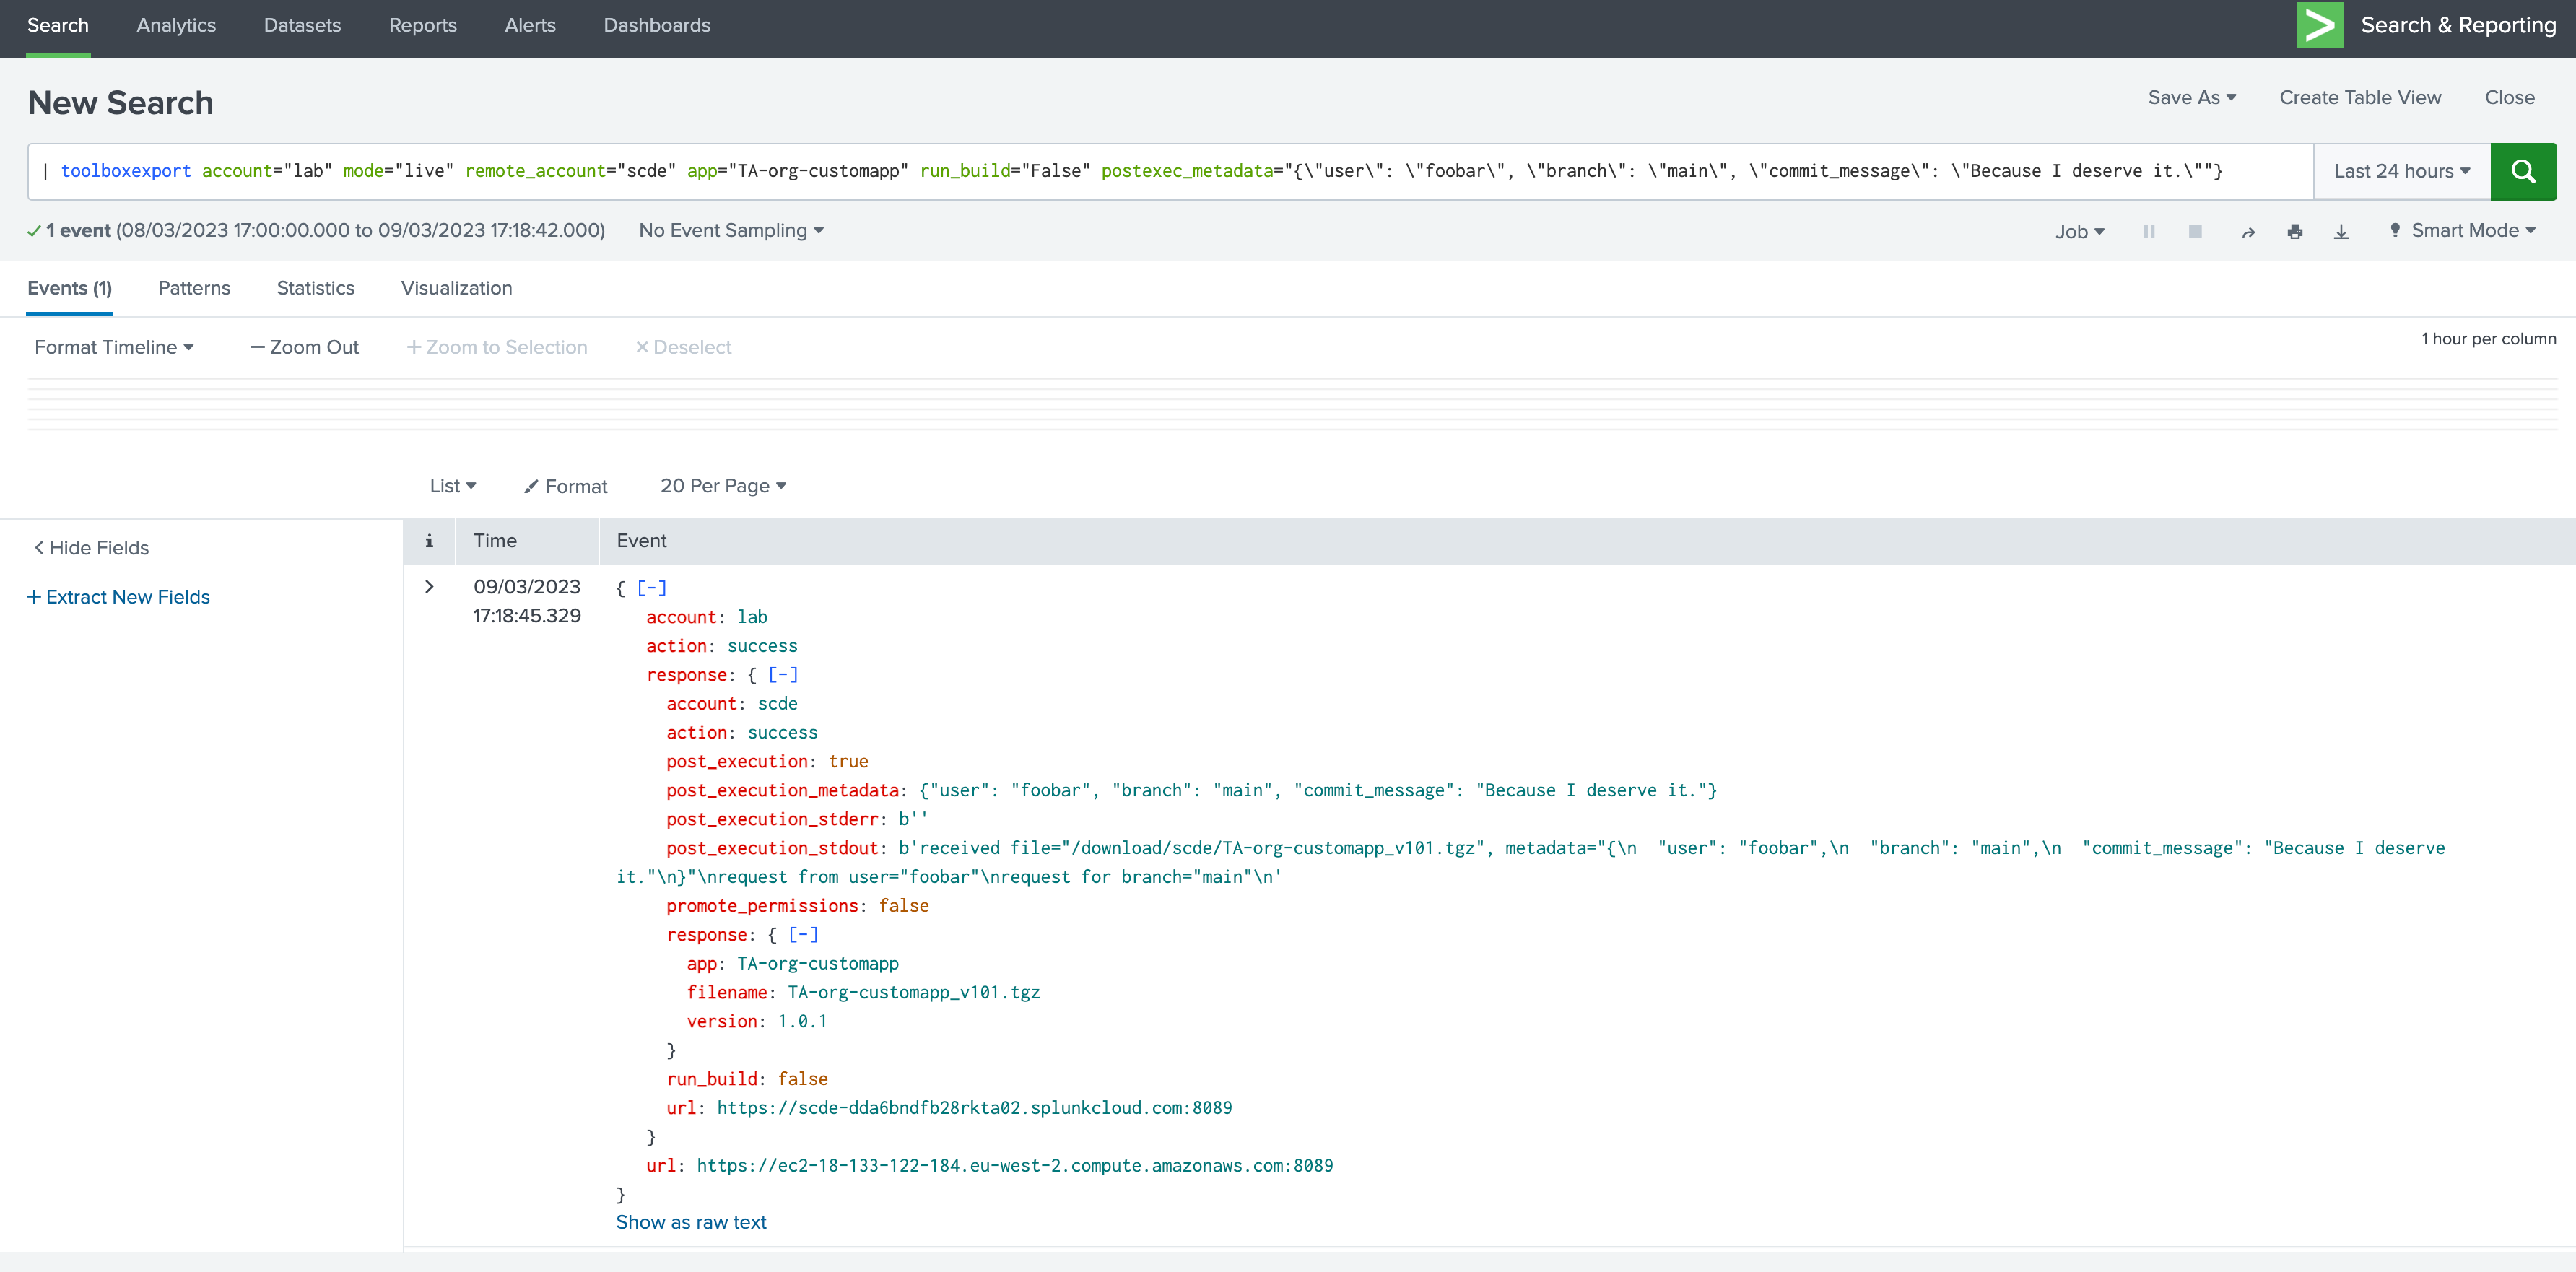 Search Analytics Datasets Reports Alerts Dashboards > Search & Reporting
New Search Save As Create Table View Close
| toolboxexport account="lab" mode="live" remote_account="scde" app="TA-org-customapp" run_build="False" postexec_metadata="{\"user\": \"foobar\", \"branch\": \"main\", \"commit_message\": \"Because I deserve it.\""} Last 24 hours
1 event (08/03/2023 17:00:00.000 to 09/03/2023 17:18:42.000) No Event Sampling Job Smart Mode
Events (1) Patterns Statistics Visualization
Format Timeline — Zoom Out + Zoom to Selection × Deselect 1 hour per column
List Format 20 Per Page
< Hide Fields i Time Event
+ Extract New Fields
> 09/03/2023 { [-]
17:18:45.329 account: lab
action: success
response: { [-]
account: scde
action: success
post_execution: true
post_execution_metadata: {"user": "foobar", "branch": "main", "commit_message": "Because I deserve it."}
post_execution_stderr: b''
post_execution_stdout: b'received file="/download/scde/TA-org-customapp_v101.tgz", metadata="{\n  "user": "foobar",\n  "branch": "main",\n  "commit_message": "Because I deserve
it."\n}"\nrequest from user="foobar"\nrequest for branch="main"\n'
promote_permissions: false
response: { [-]
app: TA-org-customapp
filename: TA-org-customapp_v101.tgz
version: 1.0.1
}
run_build: false
url: https://scde-dda6bndfb28rkta02.splunkcloud.com:8089
}
url: https://ec2-18-133-122-184.eu-west-2.compute.amazonaws.com:8089
}
Show as raw text